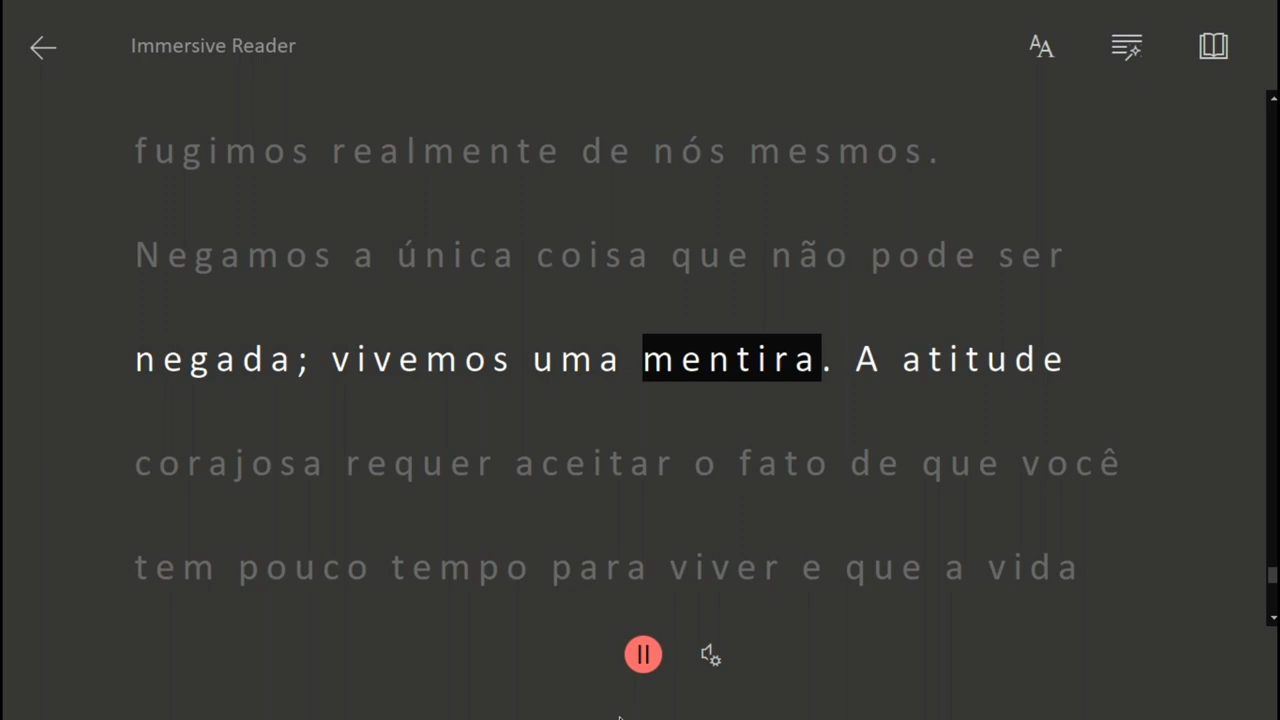 Immersive Reader
fugimos realmente de nós mesmos.
Negamos a única coisa que não pode ser
negada; vivemos uma mentira. A atitude
corajosa requer aceitar o fato de que você
tem pouco tempo para viver e que a vida